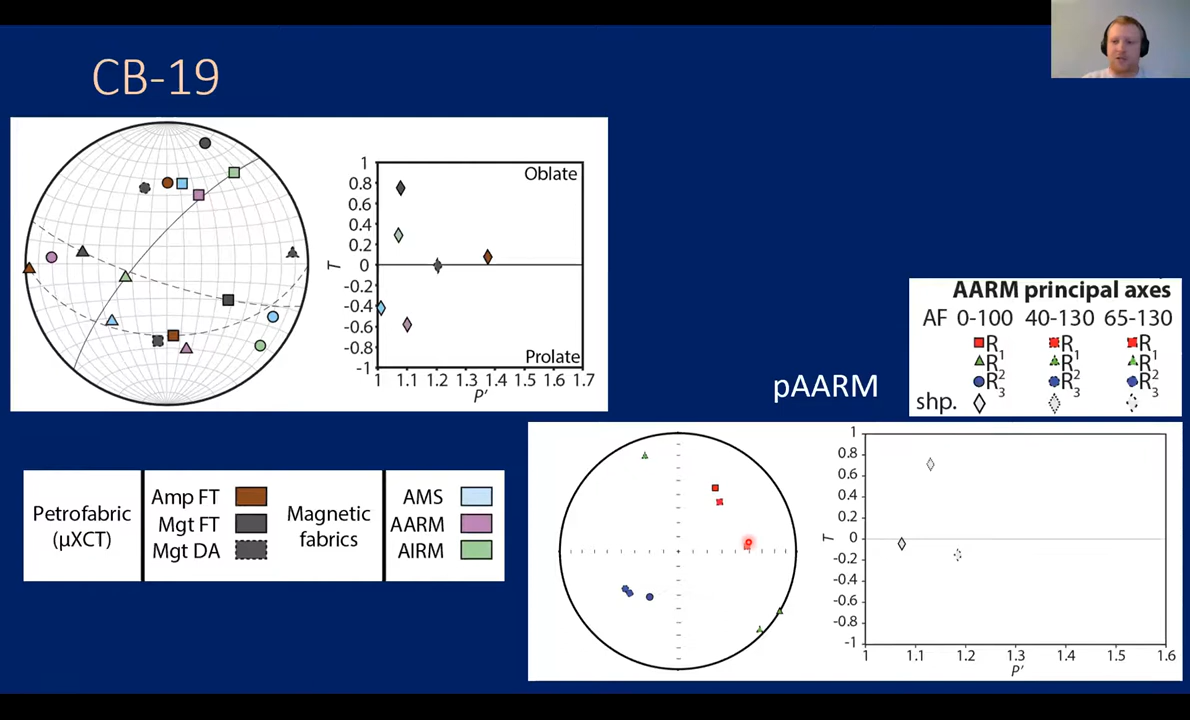 CB-19
1
0.8
0.6
0.4
0.2
0
-0.2
-0.4
-0.6
-0.8
-1
T
Oblate
Prolate
1 1.1 1.2 1.3 1.4 1.5 1.6 1.7
P'
AARM principal axes
AF 0-100 40-130 65-130
R1 R1 R1
R2 R2 R2
R3 R3 R3
shp.
pAARM
Petrofabric
(µXCT)
Amp FT
Mgt FT
Mgt DA
Magnetic
fabrics
AMS
AARM
AIRM
1
0.8
0.6
0.4
0.2
0
-0.2
-0.4
-0.6
-0.8
-1
T
1 1.1 1.2 1.3 1.4 1.5 1.6
P'